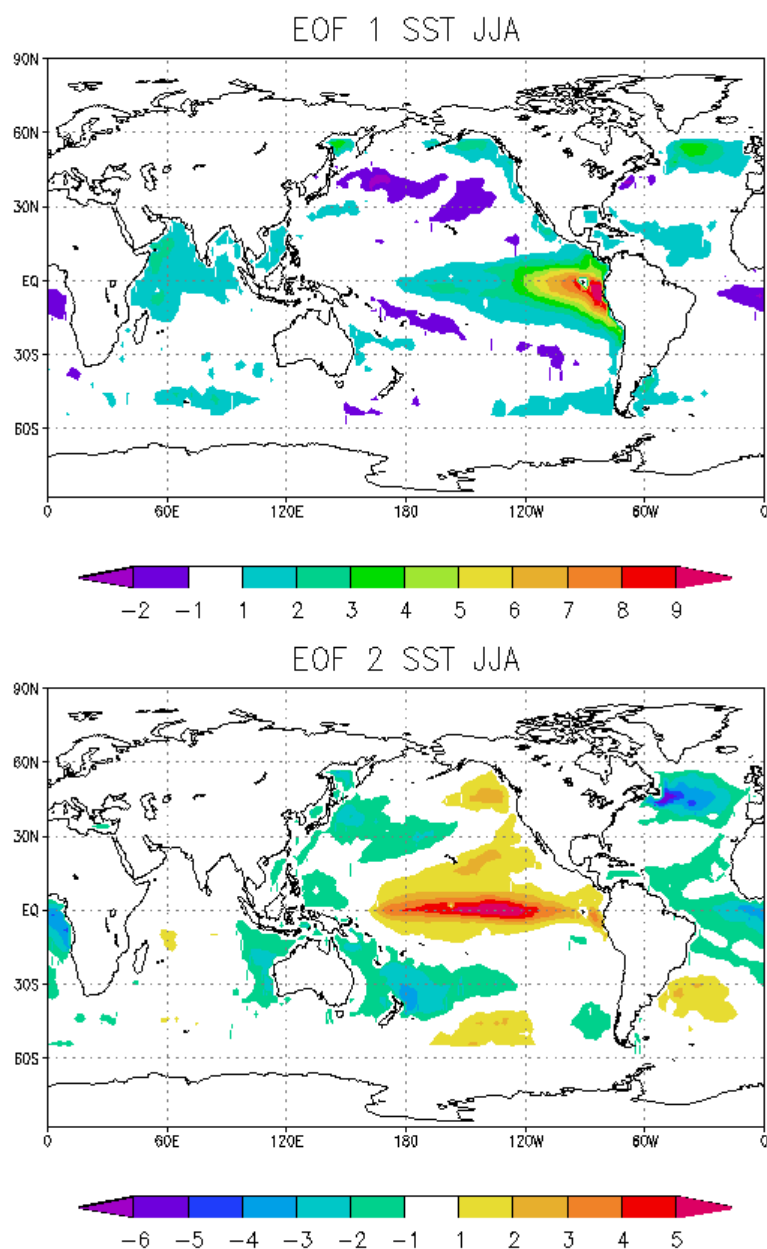 EOF 1 SST JJA
90N
60N
30N
EQ
30S
60S
0 60E 120E 180 120W 60W 0
-2 -1 1 2 3 4 5 6 7 8 9
EOF 2 SST JJA
90N
60N
30N
EQ
30S
60S
0 60E 120E 180 120W 60W 0
-6 -5 -4 -3 -2 -1 1 2 3 4 5